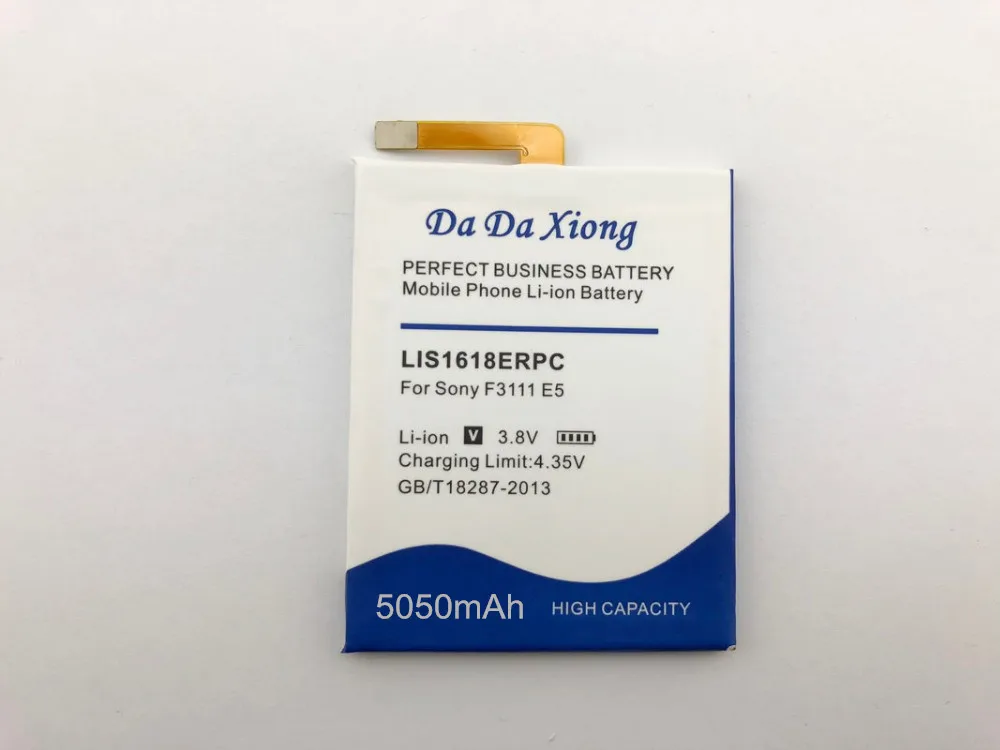 Da Da Xiong
PERFECT BUSINESS BATTERY
Mobile Phone Li-ion Battery
LIS1618ERPC
For Sony F3111 E5
Li-ion V 3.8V
Charging Limit:4.35V
GB/T18287-2013
5050mAh HIGH CAPACITY